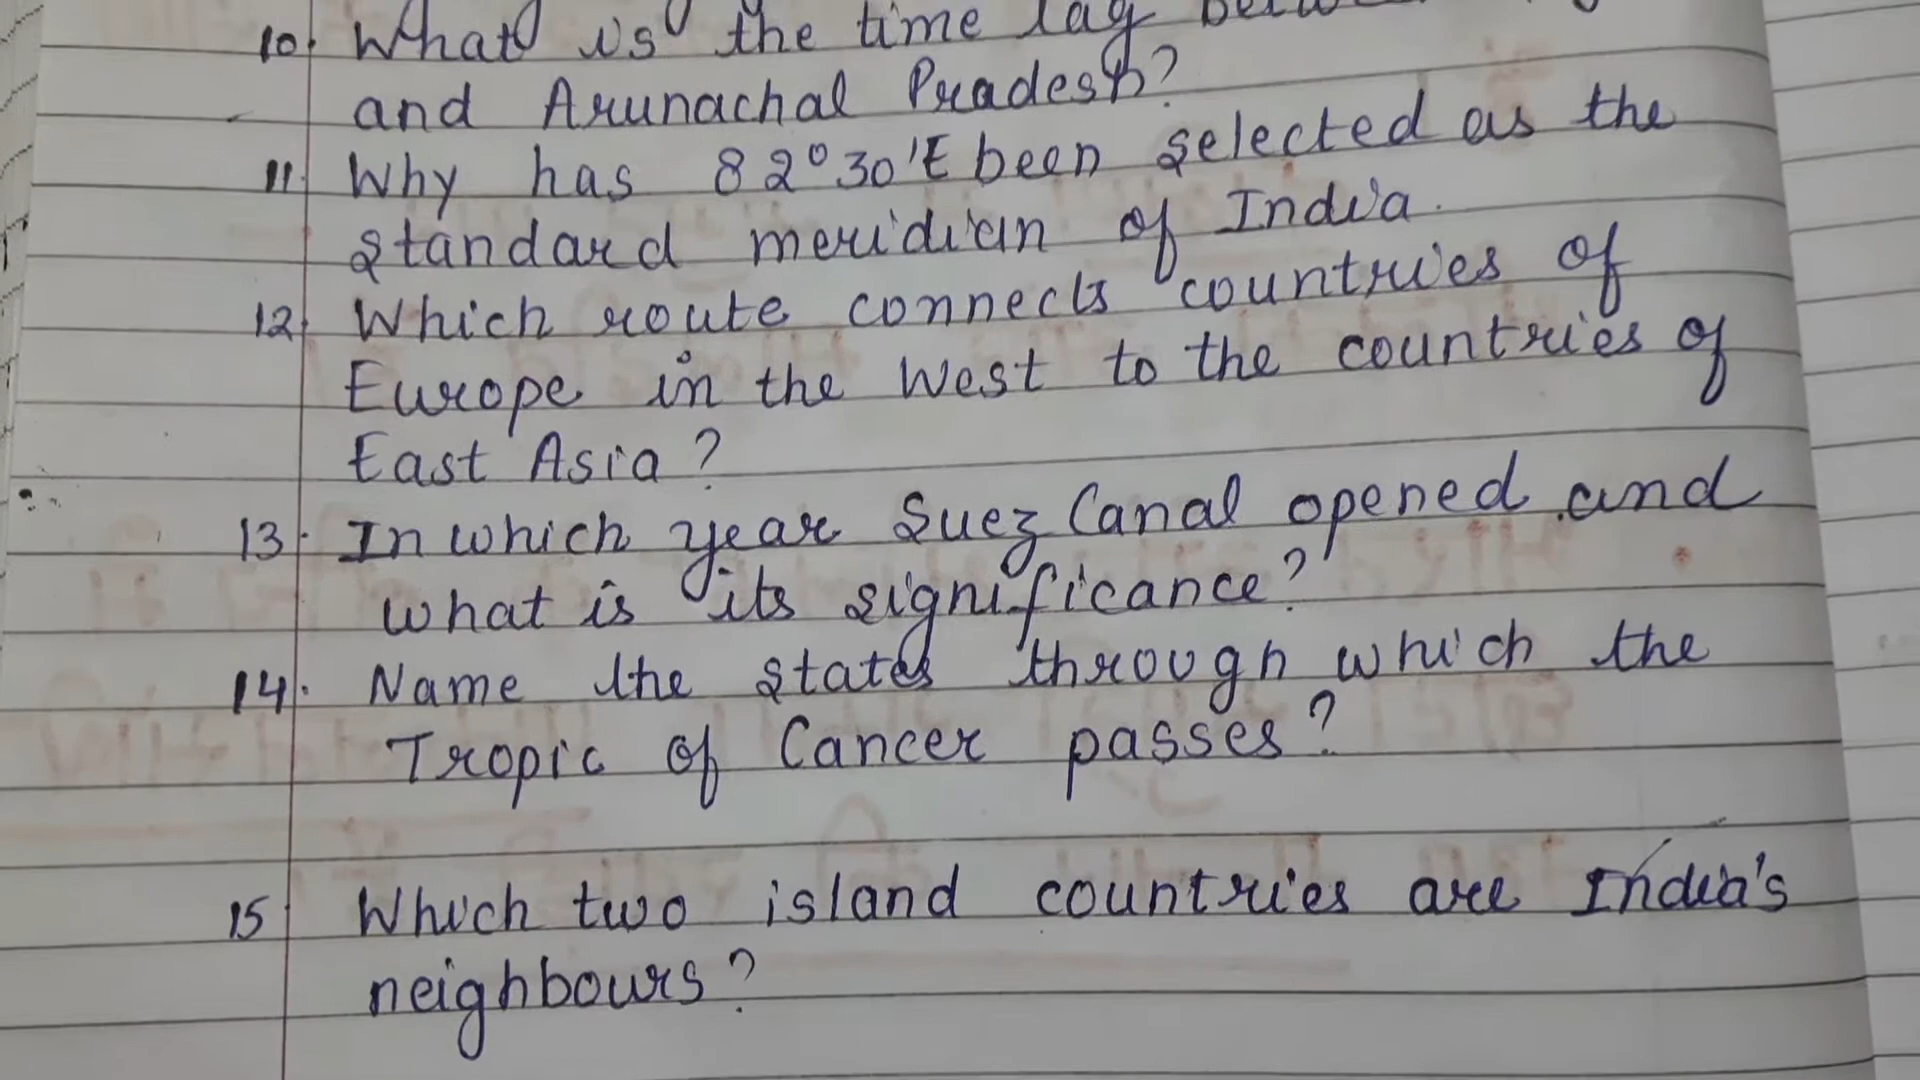 10. What is the time lag between
and Arunachal Pradesh?
11. Why has 82°30'E been selected as the
standard meridian of India.
12. Which route connects countries of
Europe in the West to the countries of
East Asia?
13. In which year Suez Canal opened and
what is its significance?
14. Name the states through which the
Tropic of Cancer passes?
15 Which two island countries are India's
neighbours?